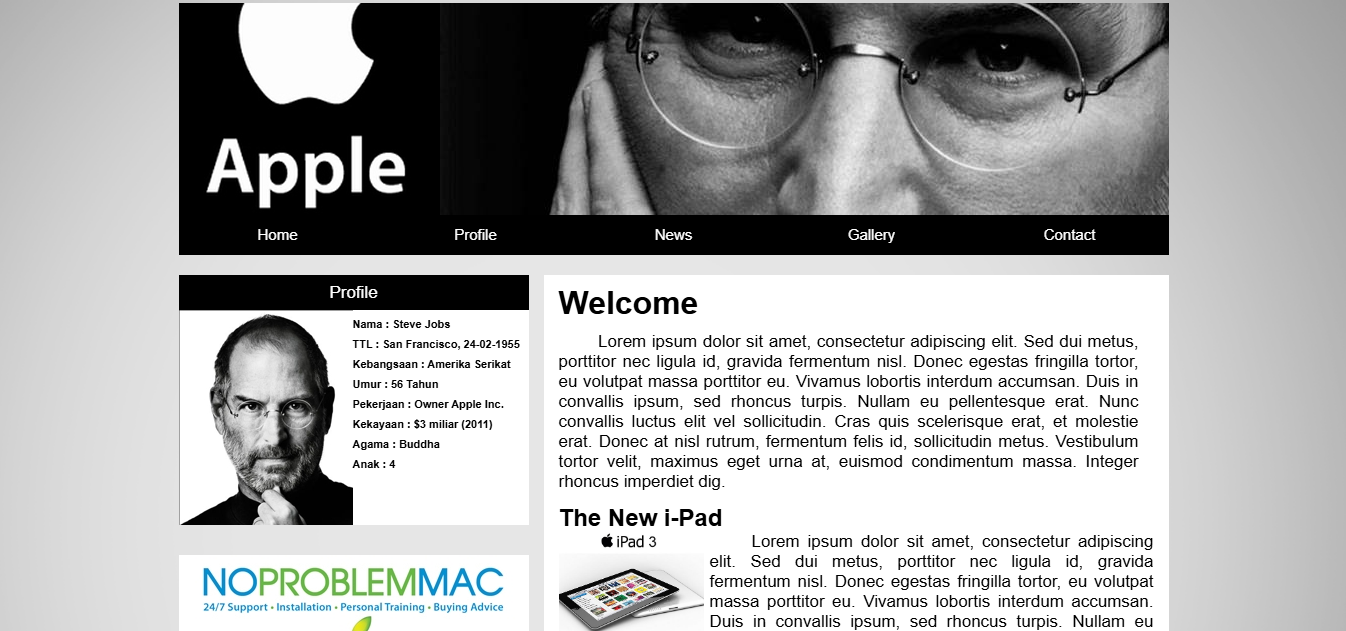 Apple
Home
Profile
News
Gallery
Contact
Profile
Nama : Steve Jobs
TTL : San Francisco, 24-02-1955
Kebangsaan : Amerika Serikat
Umur : 56 Tahun
Pekerjaan : Owner Apple Inc.
Kekayaan : $3 miliar (2011)
Agama : Buddha
Anak : 4
NOPROBLEMMAC
24/7 Support • Installation • Personal Training • Buying Advice
Welcome
Lorem ipsum dolor sit amet, consectetur adipiscing elit. Sed dui metus,
porttitor nec ligula id, gravida fermentum nisl. Donec egestas fringilla tortor,
eu volutpat massa porttitor eu. Vivamus lobortis interdum accumsan. Duis in
convallis ipsum, sed rhoncus turpis. Nullam eu pellentesque erat. Nunc
convallis luctus elit vel sollicitudin. Cras quis scelerisque erat, et molestie
erat. Donec at nisl rutrum, fermentum felis id, sollicitudin metus. Vestibulum
tortor velit, maximus eget urna at, euismod condimentum massa. Integer
rhoncus imperdiet dig.
The New i-Pad
iPad 3
Lorem ipsum dolor sit amet, consectetur adipiscing
elit. Sed dui metus, porttitor nec ligula id, gravida
fermentum nisl. Donec egestas fringilla tortor, eu volutpat
massa porttitor eu. Vivamus lobortis interdum accumsan.
Duis in convallis ipsum, sed rhoncus turpis. Nullam eu